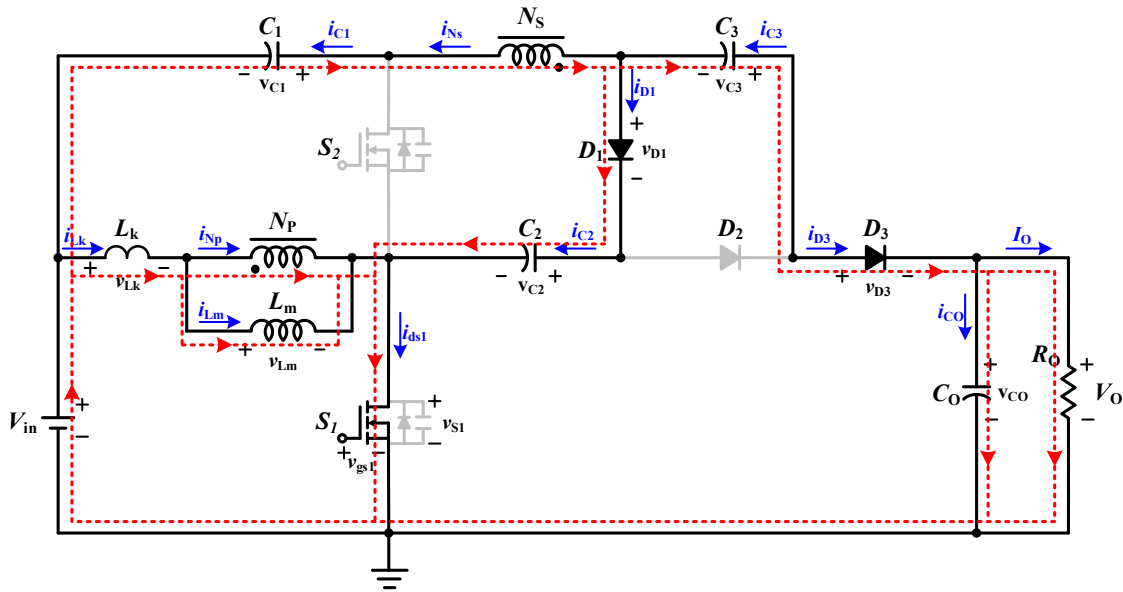 C1 NS C3
iC1 iNs iC3
− vC1 + − vC3 +
iD1
S2 D1 + vD1 −
iLk Lk iNp NP C2 iC2 D2 iD3 D3 IO
+ vLk − − vC2 + + vD3 −
iLm Lm
+ vLm −
ids1 iCO
Vin + − S1 + vS1 − CO + vCO − RO + VO −
+ vgs1 −